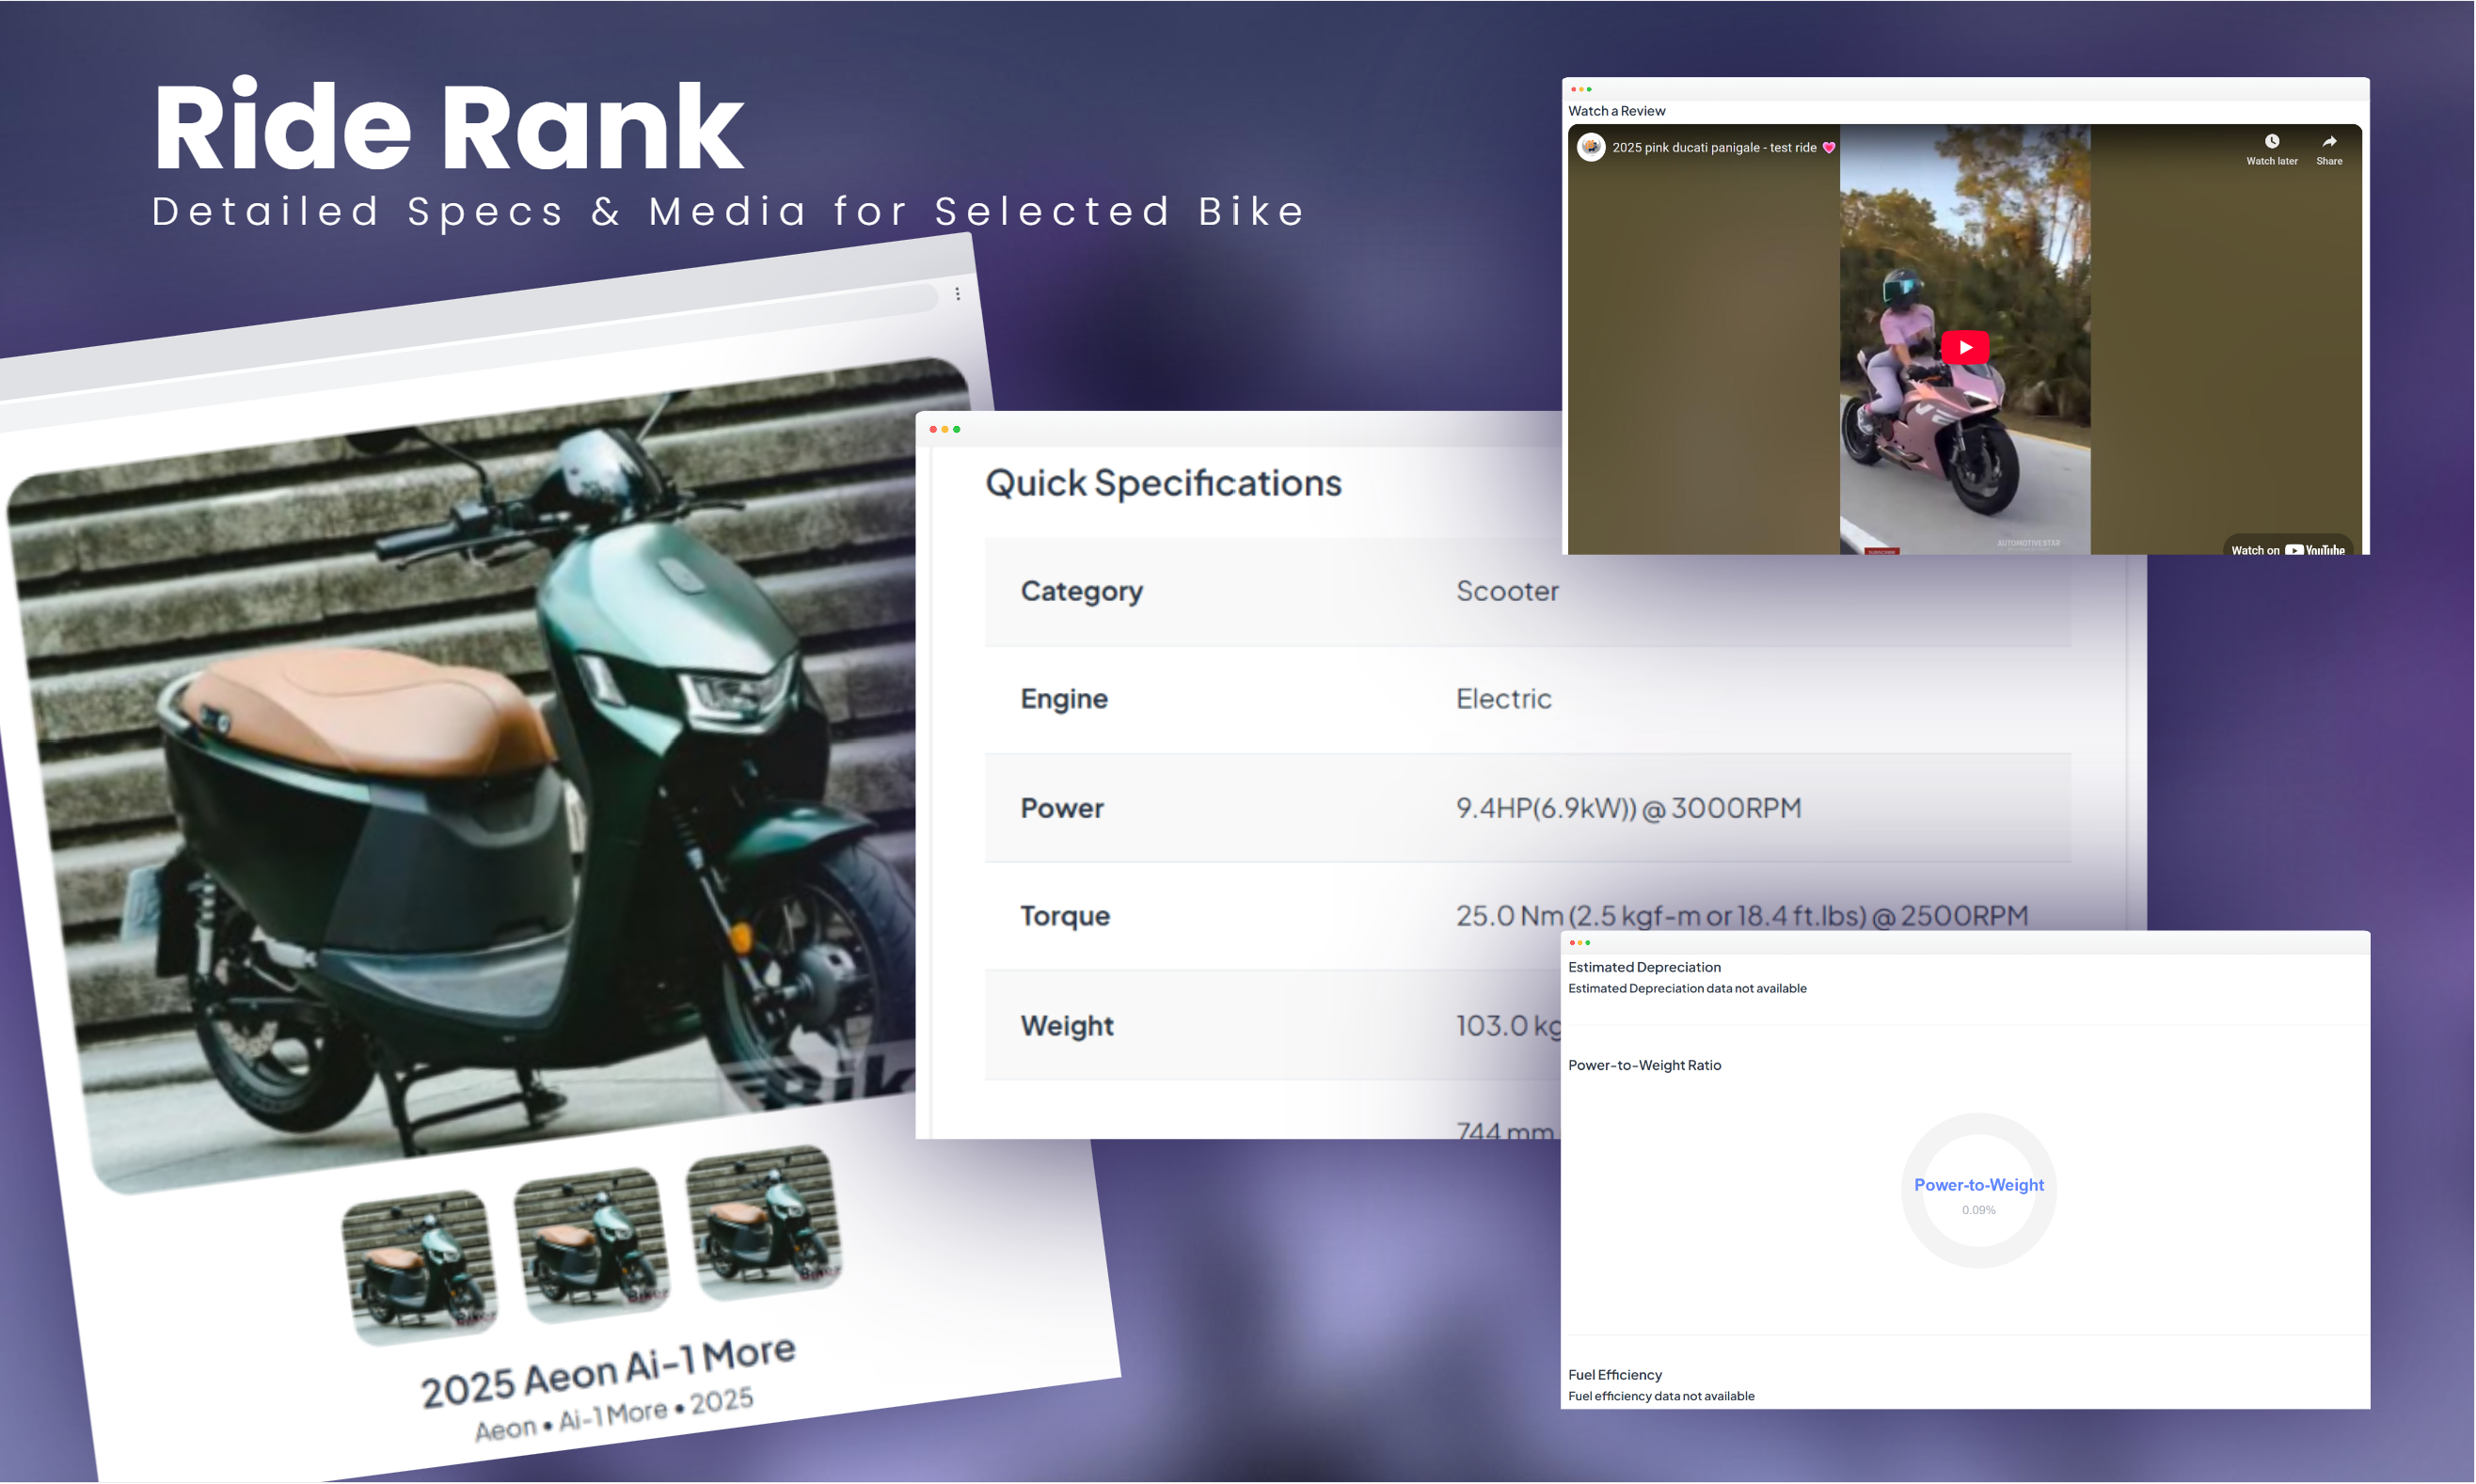 Ride Rank
Detailed Specs & Media for Selected Bike
Watch a Review
2025 pink ducati panigale - test ride 💗
Watch later
Share
AUTOMOTIVESTAR
SUBSCRIBE
Watch on YouTube
Quick Specifications
Category Scooter
Engine Electric
Power 9.4HP(6.9kW)) @ 3000RPM
Torque 25.0 Nm (2.5 kgf-m or 18.4 ft.lbs) @ 2500RPM
Weight 103.0 kg
744 mm
Estimated Depreciation
Estimated Depreciation data not available
Power-to-Weight Ratio
Power-to-Weight
0.09%
Fuel Efficiency
Fuel efficiency data not available
2025 Aeon Ai-1 More
Aeon • Ai-1 More • 2025